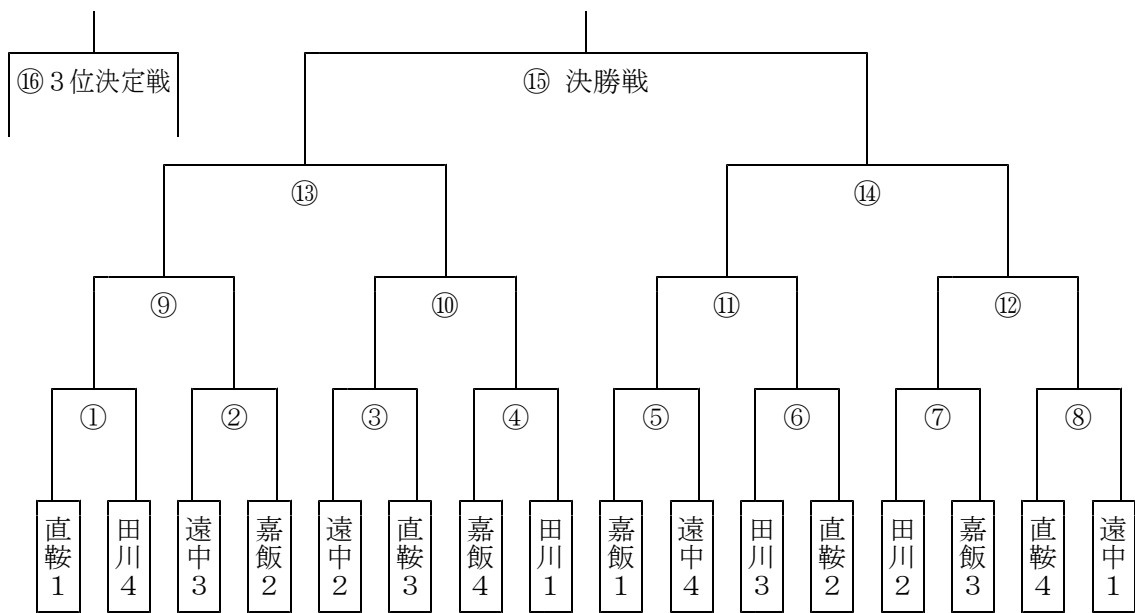 ⑯３位決定戦
⑮ 決勝戦
⑬
⑭
⑨
⑩
⑪
⑫
①
②
③
④
⑤
⑥
⑦
⑧
直鞍１
田川４
遠中３
嘉飯２
遠中２
直鞍３
嘉飯４
田川１
嘉飯１
遠中４
田川３
直鞍２
田川２
嘉飯３
直鞍４
遠中１